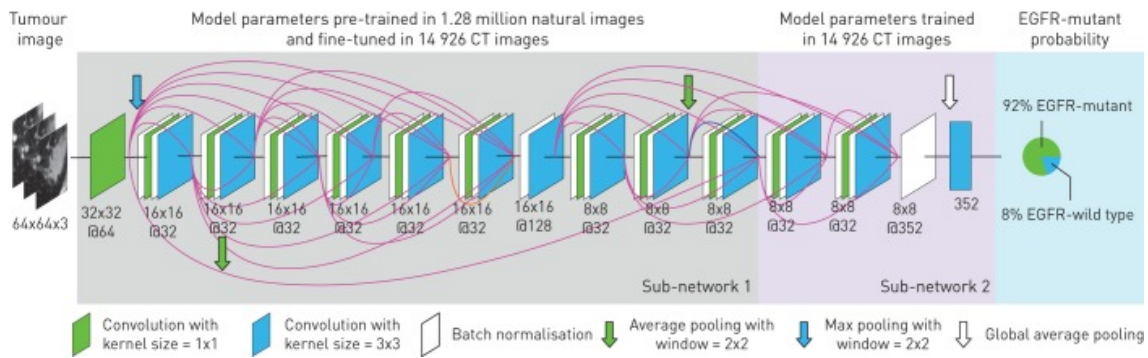 Tumour
image
Model parameters pre-trained in 1.28 million natural images
and fine-tuned in 14 926 CT images
Model parameters trained
in 14 926 CT images
EGFR-mutant
probability
92% EGFR-mutant
8% EGFR-wild type
64x64x3
32x32
@64
16x16
@32
16x16
@32
16x16
@32
16x16
@32
16x16
@32
16x16
@32
16x16
@128
8x8
@32
8x8
@32
8x8
@32
8x8
@32
8x8
@32
8x8
@352
352
Sub-network 1
Sub-network 2
Convolution with
kernel size = 1x1
Convolution with
kernel size = 3x3
Batch normalisation
Average pooling with
window = 2x2
Max pooling with
window = 2x2
Global average pooling